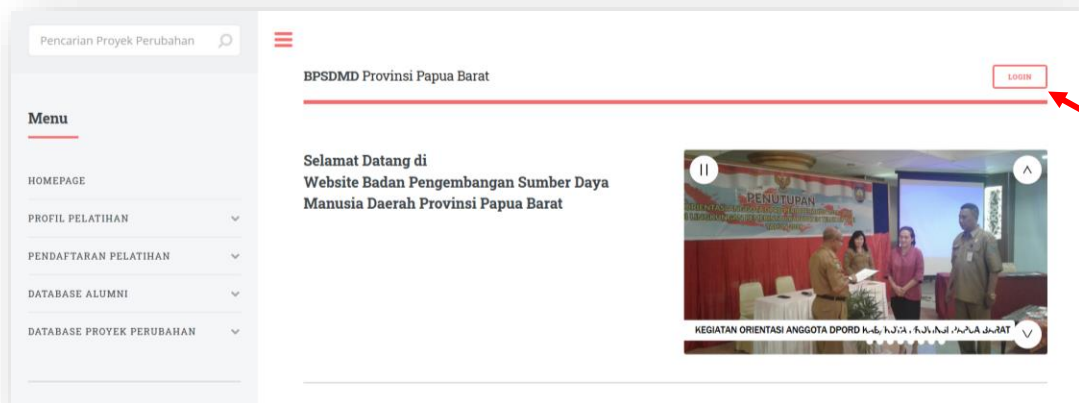 Pencarian Proyek Perubahan
BPSDMD Provinsi Papua Barat
LOGIN
Menu
HOMEPAGE
PROFIL PELATIHAN
PENDAFTARAN PELATIHAN
DATABASE ALUMNI
DATABASE PROYEK PERUBAHAN
Selamat Datang di
Website Badan Pengembangan Sumber Daya
Manusia Daerah Provinsi Papua Barat
PENUTUPAN
KEGIATAN ORIENTASI ANGGOTA DPORD